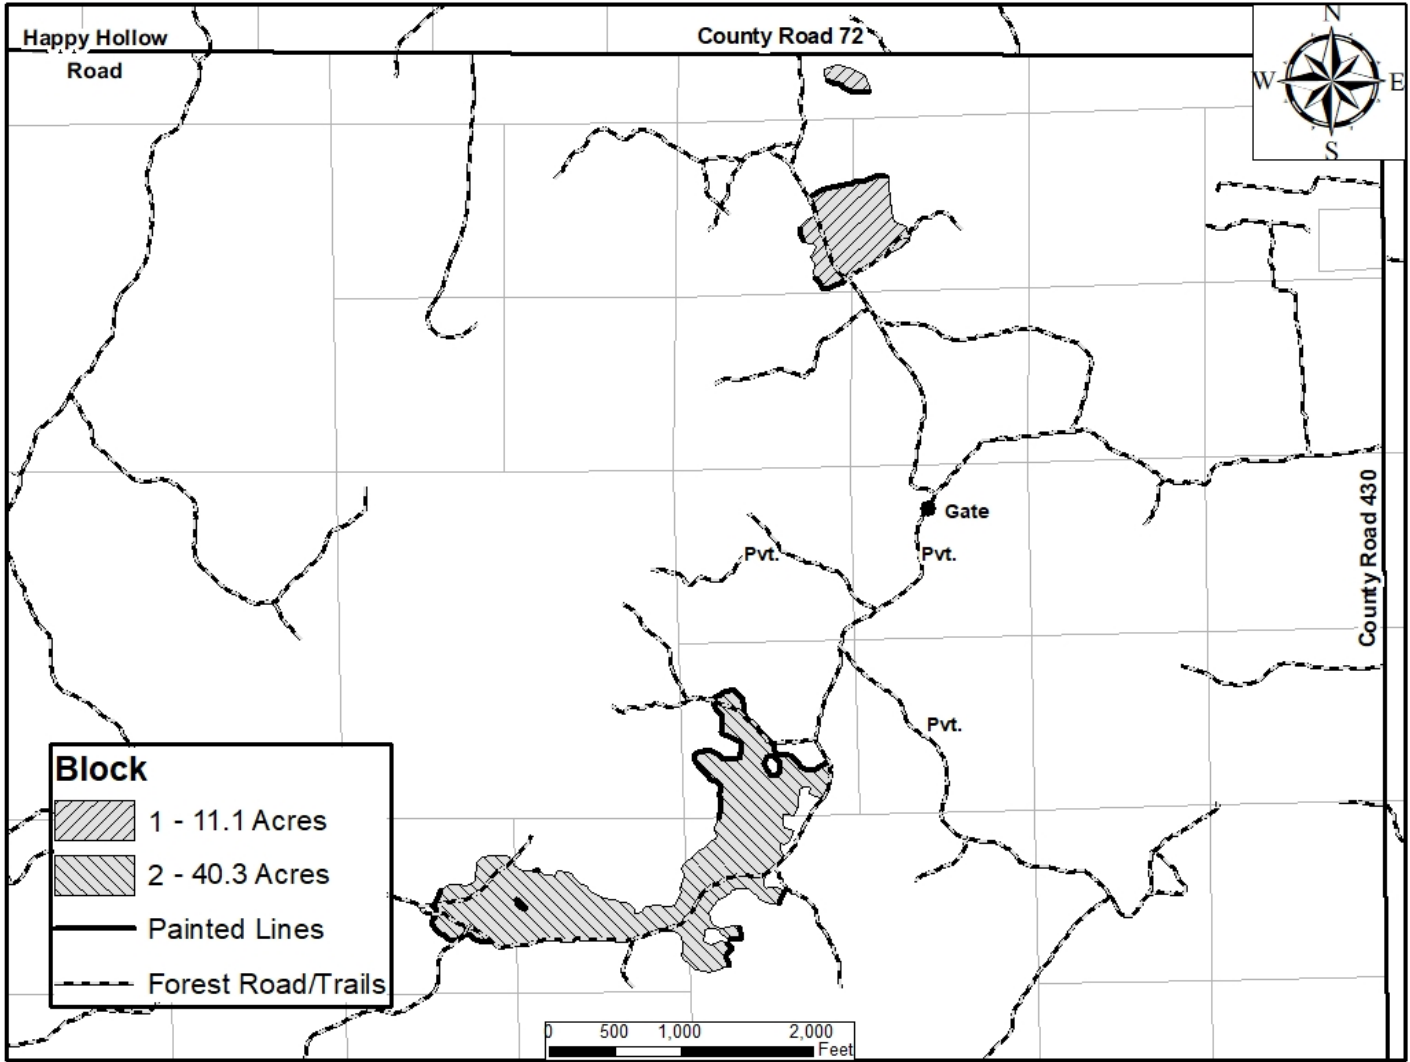 Happy Hollow
Road
County Road 72
N
W
E
S
Gate
Pvt.
Pvt.
County Road 430
Pvt.
Block
1 - 11.1 Acres
2 - 40.3 Acres
Painted Lines
Forest Road/Trails
0 500 1,000 2,000
Feet